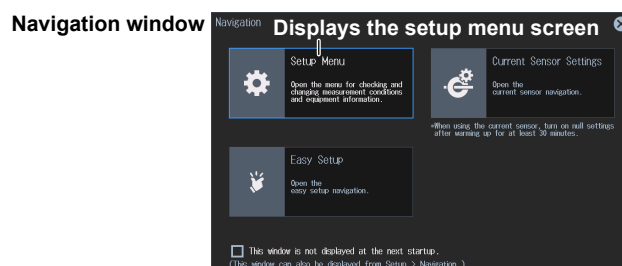 Navigation window
Navigation
Displays the setup menu screen
Setup Menu
Open the menu for checking and
changing measurement conditions
and equipment information.
Current Sensor Settings
Open the
current sensor navigation.
*When using the current sensor, turn on null settings
after warming up for at least 30 minutes.
Easy Setup
Open the
easy setup navigation.
This window is not displayed at the next startup.
(This window can also be displayed from Setup > Navigation.)